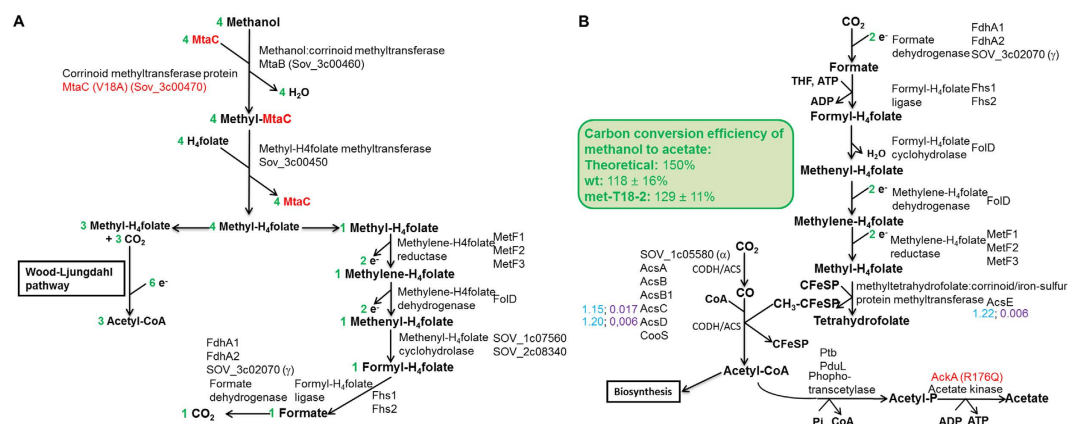 A
4 Methanol
4 MtaC
Methanol:corrinoid methyltransferase
MtaB (Sov_3c00460)
Corrinoid methyltransferase protein
MtaC (V18A) (Sov_3c00470)
4 H₂O
4 Methyl-MtaC
4 H₄folate
Methyl-H4folate methyltransferase
Sov_3c00450
4 MtaC
3 Methyl-H₄folate
+ 3 CO₂
4 Methyl-H₄folate
1 Methyl-H₄folate
2 e⁻
Methylene-H4folate
reductase
MetF1
MetF2
MetF3
Wood-Ljungdahl
pathway
6 e⁻
3 Acetyl-CoA
1 Methylene-H₄folate
2 e⁻
Methylene-H4folate
dehydrogenase
FolD
1 Methenyl-H₄folate
Methenyl-H₄folate
cyclohydrolase
SOV_1c07560
SOV_2c08340
1 Formyl-H₄folate
FdhA1
FdhA2
SOV_3c02070 (γ)
Formate
dehydrogenase
Formyl-H₄folate
ligase
Fhs1
Fhs2
1 CO₂
1 Formate
B
CO₂
2 e⁻
Formate
dehydrogenase
FdhA1
FdhA2
SOV_3c02070 (γ)
Formate
THF, ATP
ADP
Formyl-H₄folate
ligase
Fhs1
Fhs2
Formyl-H₄folate
Carbon conversion efficiency of
methanol to acetate:
Theoretical: 150%
wt: 118 ± 16%
met-T18-2: 129 ± 11%
H₂O
Formyl-H₄folate
cyclohydrolase
FolD
Methenyl-H₄folate
2 e⁻
Methylene-H₄folate
dehydrogenase
FolD
Methylene-H₄folate
2 e⁻
Methylene-H₄folate
reductase
MetF1
MetF2
MetF3
Methyl-H₄folate
CFeSP
methyltetrahydrofolate:corrinoid/iron-sulfur
protein methyltransferase
AcsE
1.22; 0.006
CH₃-CFeSP
Tetrahydrofolate
CFeSP
CO₂
CODH/ACS
CO
CoA
CODH/ACS
SOV_1c05580 (α)
AcsA
AcsB
AcsB1
1.15; 0.017 AcsC
1.20; 0,006 AcsD
CooS
Acetyl-CoA
Biosynthesis
Ptb
PduL
Phopho-
transcetylase
Pi CoA
Acetyl-P
AckA (R176Q)
Acetate kinase
ADP ATP
Acetate